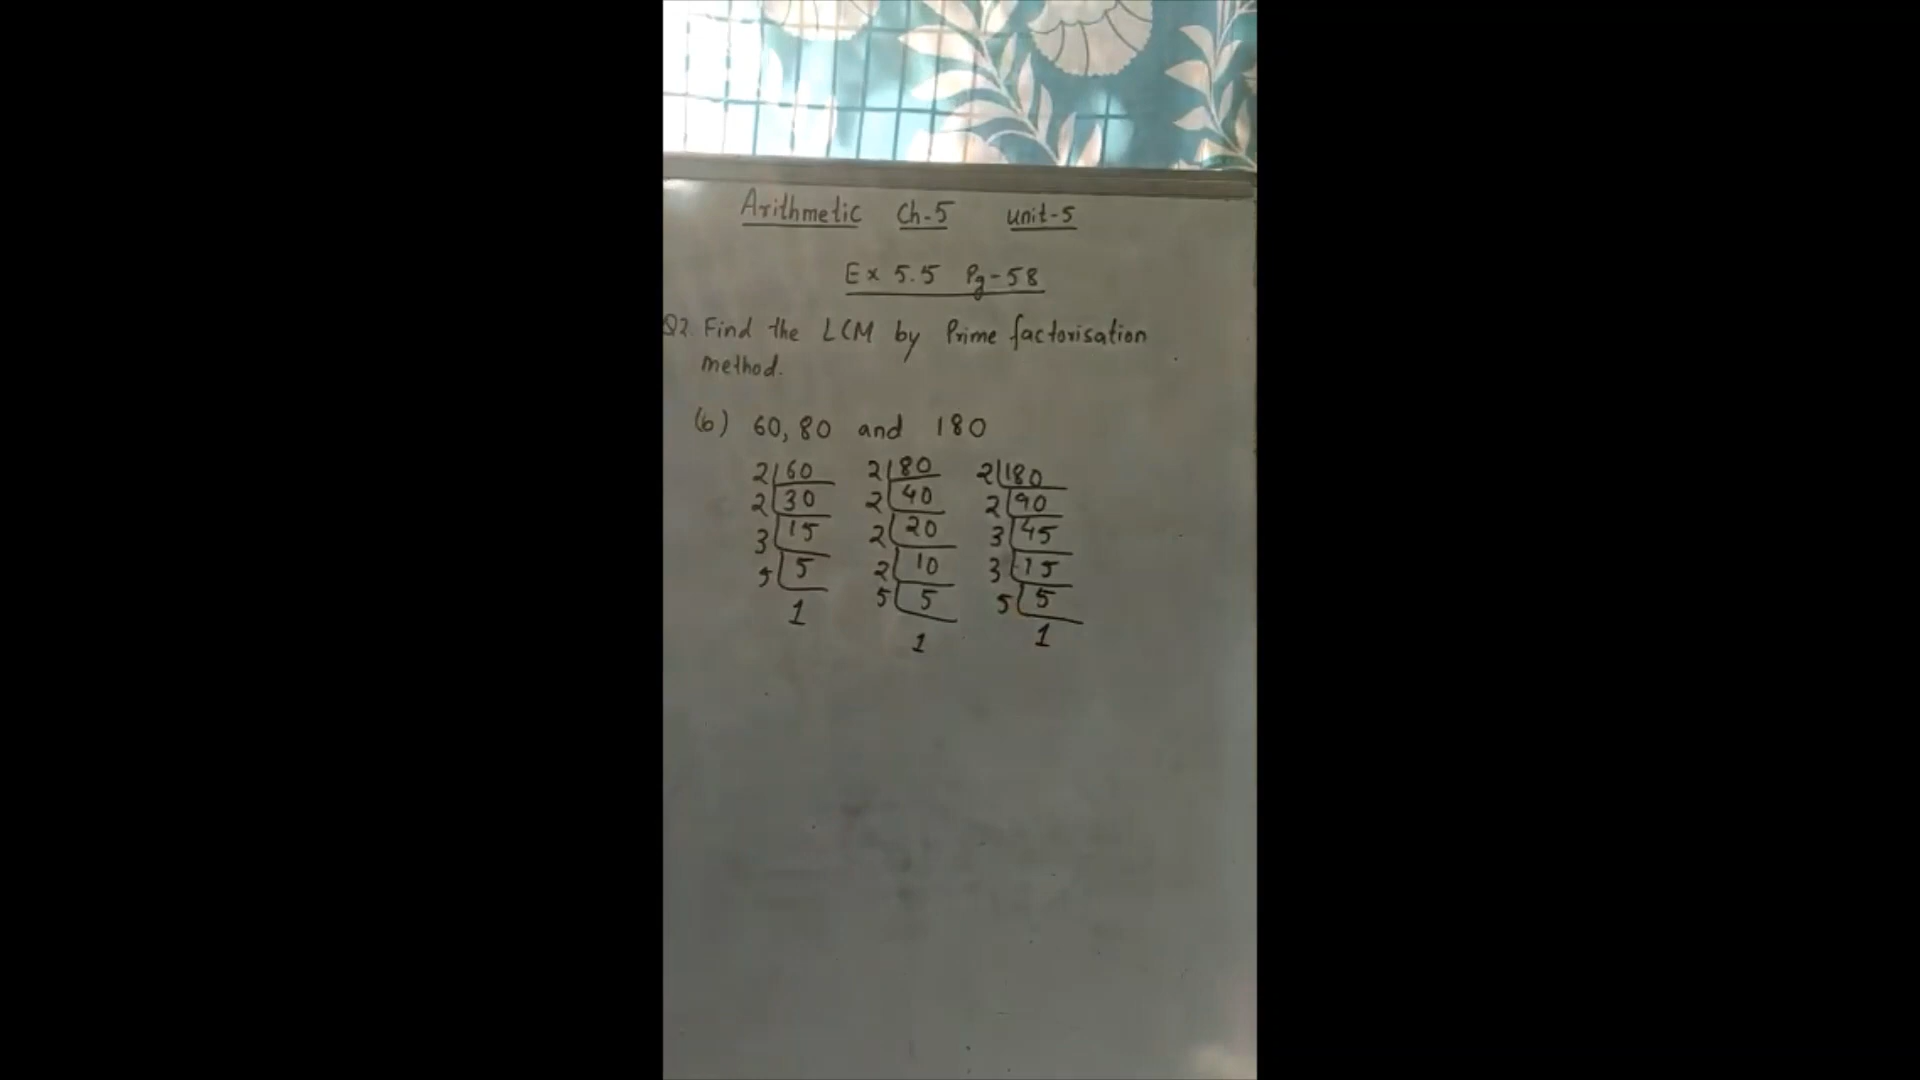 Arithmetic Ch-5 unit-5
Ex 5.5 Pg-58
Q2. Find the LCM by Prime factorisation
method.
(b) 60, 80 and 180
2 60 2 80 2 180
2 30 2 40 2 90
3 15 2 20 3 45
5 5 2 10 3 15
1 5 5 5 5
1 1